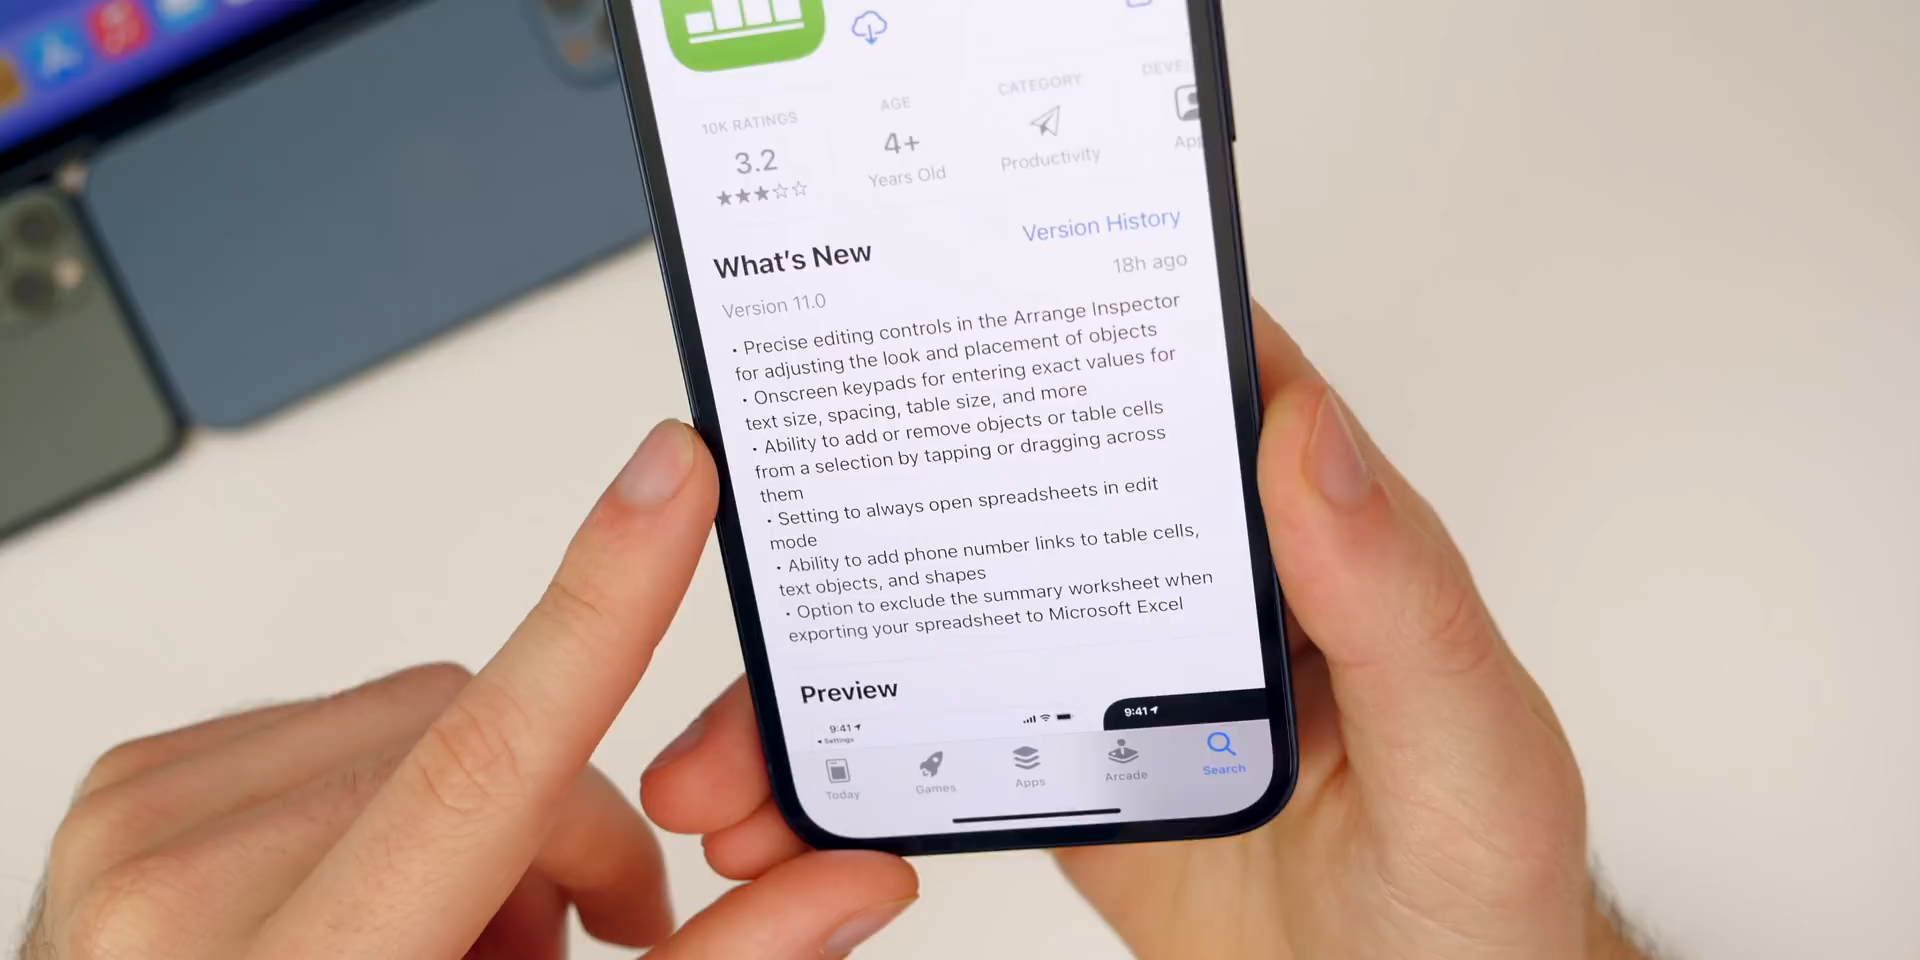 10K RATINGS
3.2
★★★☆☆
AGE
4+
Years Old
CATEGORY
Productivity
What's New
Version History
Version 11.0
18h ago
• Precise editing controls in the Arrange Inspector
for adjusting the look and placement of objects
• Onscreen keypads for entering exact values for
text size, spacing, table size, and more
• Ability to add or remove objects or table cells
from a selection by tapping or dragging across
them
• Setting to always open spreadsheets in edit
mode
• Ability to add phone number links to table cells,
text objects, and shapes
• Option to exclude the summary worksheet when
exporting your spreadsheet to Microsoft Excel
Preview
9:41
Settings
9:41
Today
Games
Apps
Arcade
Search